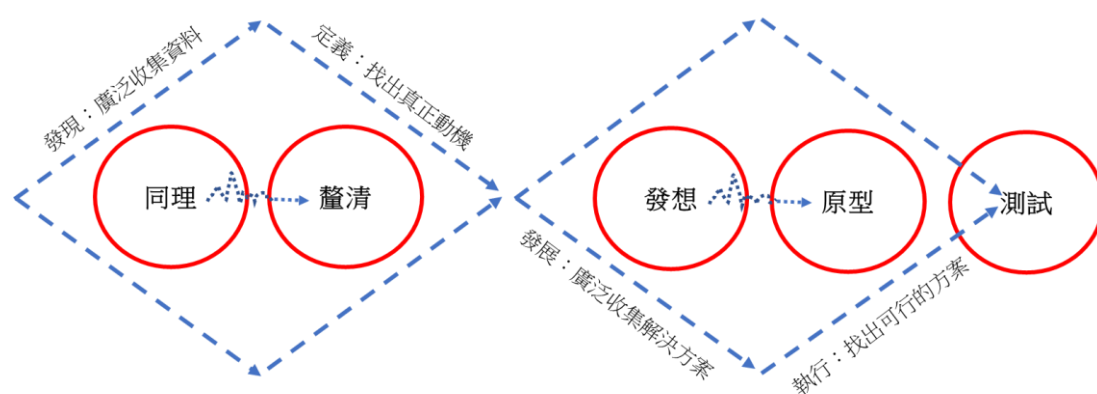 發現：廣泛收集資料
定義：找出真正動機
同理
釐清
發想
原型
測試
發展：廣泛收集解決方案
執行：找出可行的方案